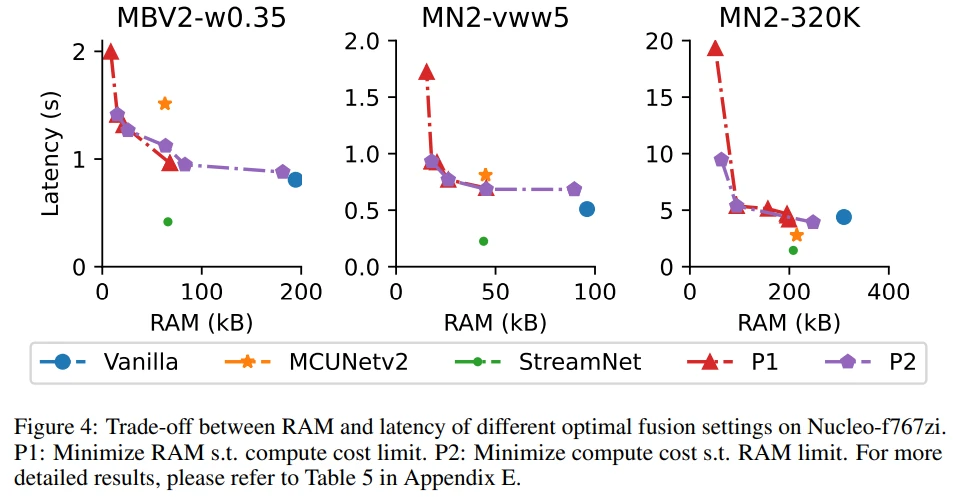 MBV2-w0.35
MN2-vww5
MN2-320K
Latency (s)
2
1
0
0 100 200
RAM (kB)
2.0
1.5
1.0
0.5
0.0
0 50 100
RAM (kB)
20
15
10
5
0
0 200 400
RAM (kB)
Vanilla MCUNetv2 StreamNet P1 P2
Figure 4: Trade-off between RAM and latency of different optimal fusion settings on Nucleo-f767zi.
P1: Minimize RAM s.t. compute cost limit. P2: Minimize compute cost s.t. RAM limit. For more
detailed results, please refer to Table 5 in Appendix E.